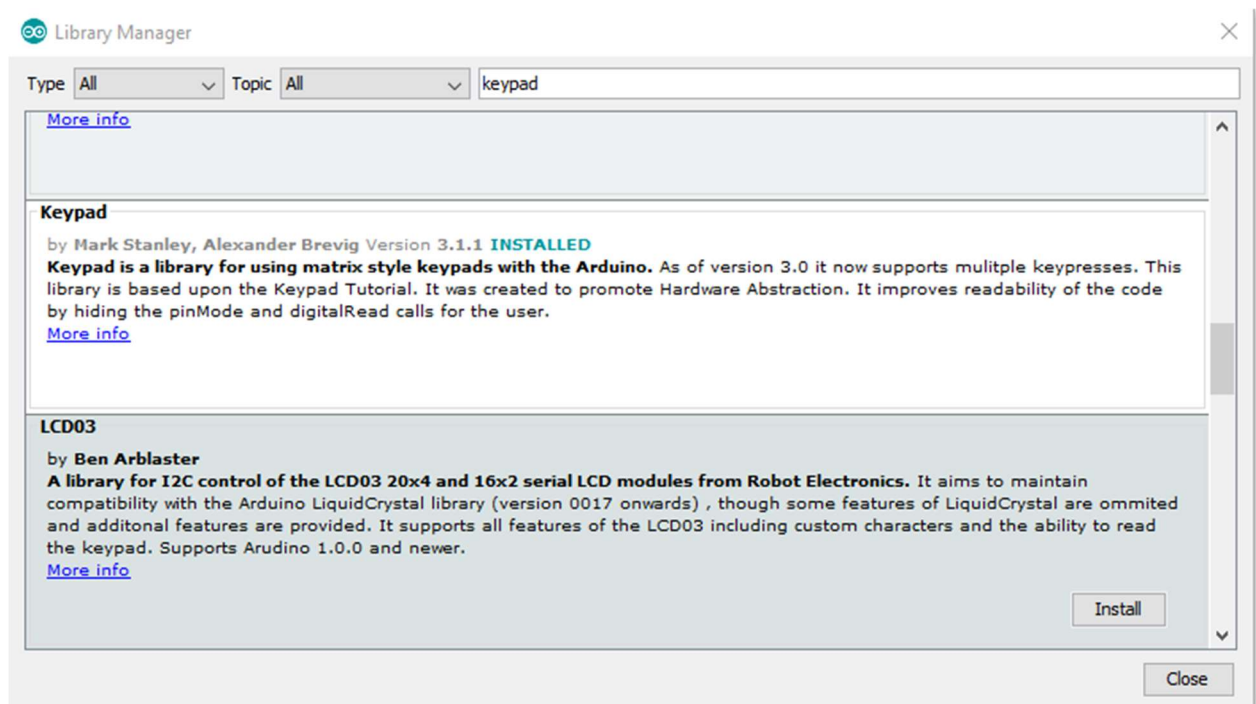 Library Manager
Type All Topic All keypad
More info
Keypad
by Mark Stanley, Alexander Brevig Version 3.1.1 INSTALLED
Keypad is a library for using matrix style keypads with the Arduino. As of version 3.0 it now supports mulitple keypresses. This
library is based upon the Keypad Tutorial. It was created to promote Hardware Abstraction. It improves readability of the code
by hiding the pinMode and digitalRead calls for the user.
More info
LCD03
by Ben Arblaster
A library for I2C control of the LCD03 20x4 and 16x2 serial LCD modules from Robot Electronics. It aims to maintain
compatibility with the Arduino LiquidCrystal library (version 0017 onwards) , though some features of LiquidCrystal are ommited
and additonal features are provided. It supports all features of the LCD03 including custom characters and the ability to read
the keypad. Supports Arudino 1.0.0 and newer.
More info
Install
Close